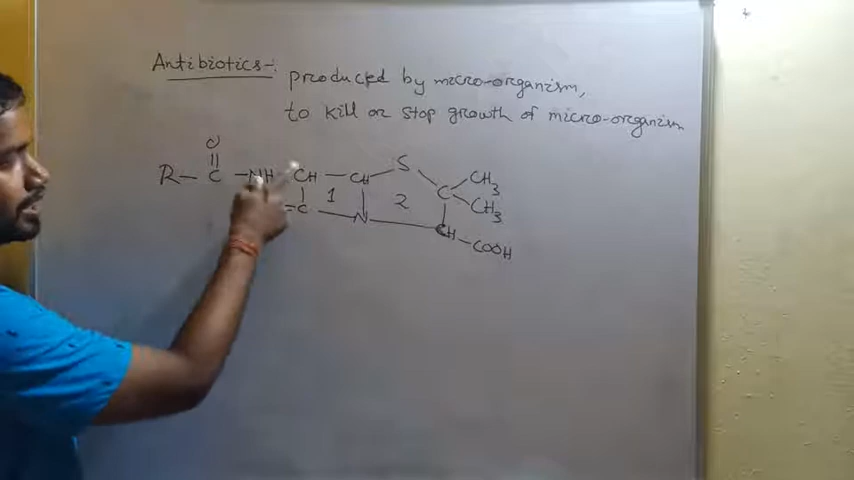 Antibiotics-: produced by micro-organism,
to kill or stop growth of micro-organism
O
R - C - NH CH - CH S C CH3
CH3
= C 1 N 2
CH - COOH